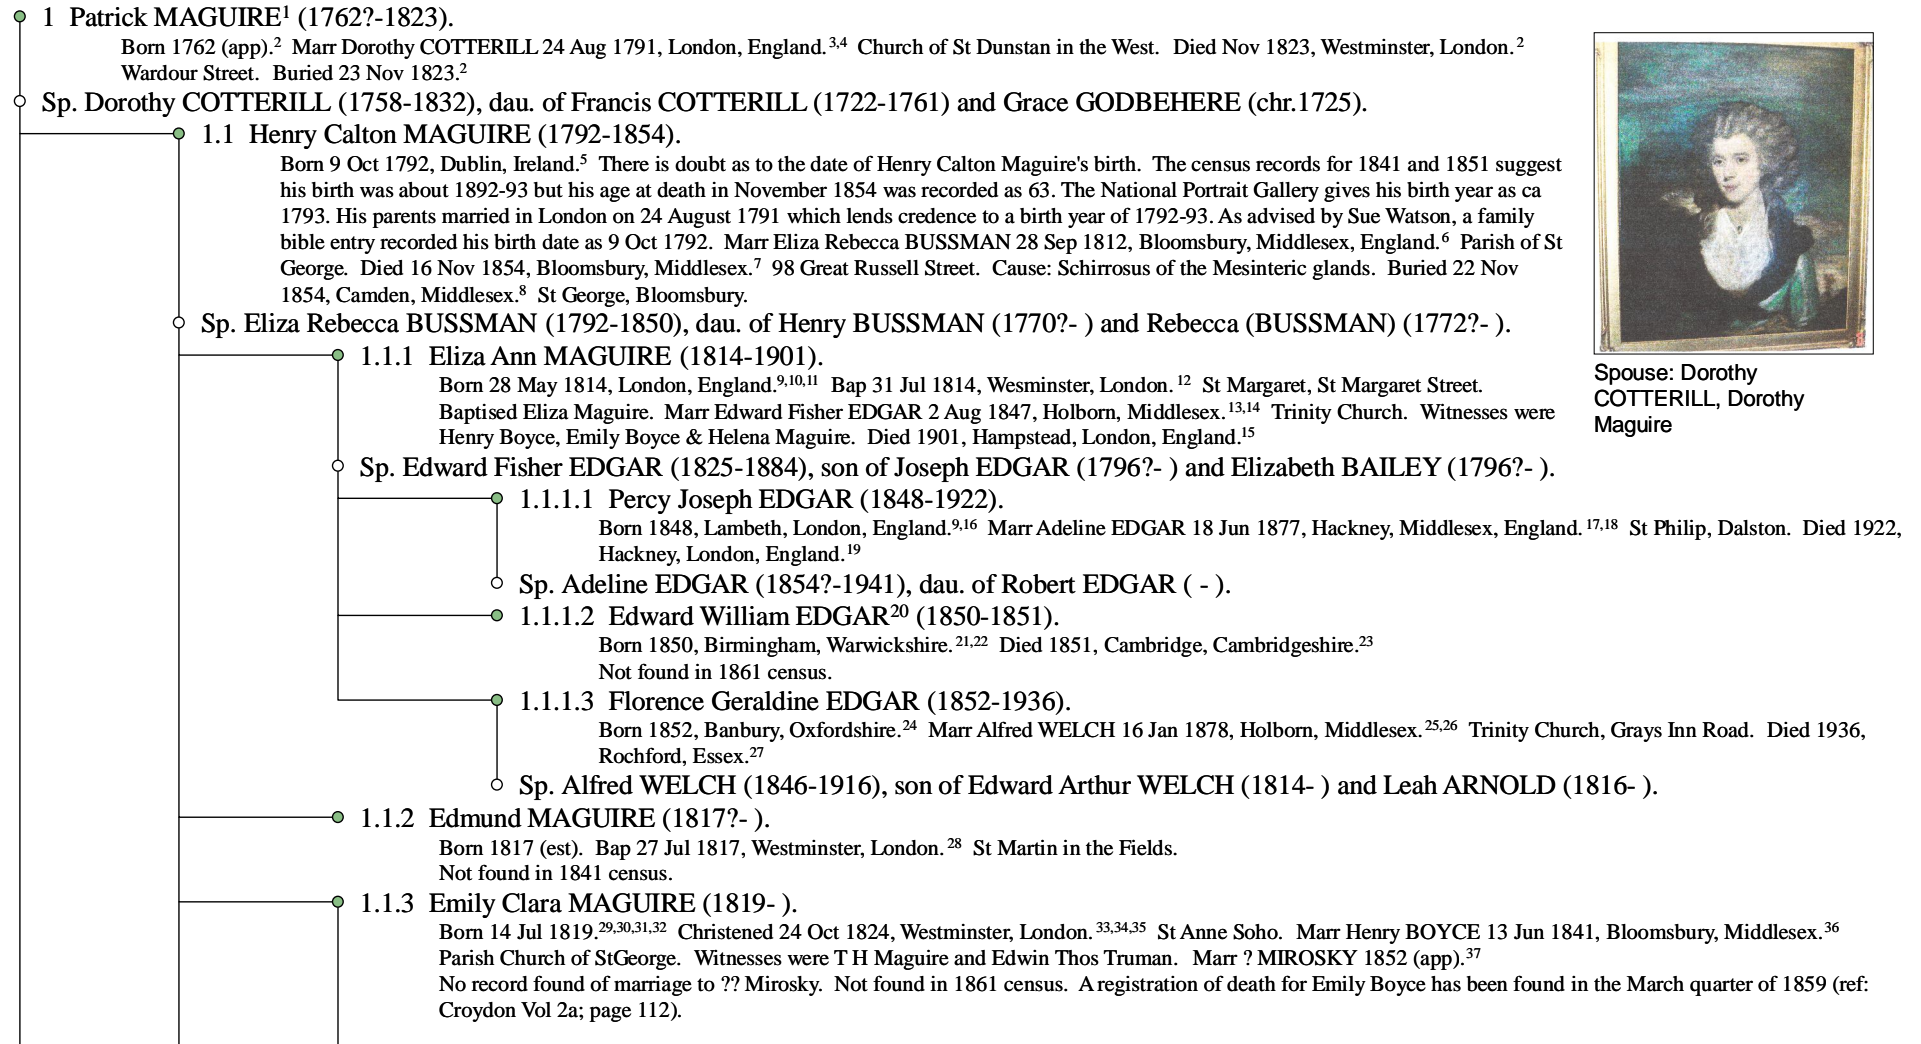 1 Patrick MAGUIRE1 (1762?-1823).
Born 1762 (app).2 Marr Dorothy COTTERILL 24 Aug 1791, London, England.3,4 Church of St Dunstan in the West. Died Nov 1823, Westminster, London.2
Wardour Street. Buried 23 Nov 1823.2
Sp. Dorothy COTTERILL (1758-1832), dau. of Francis COTTERILL (1722-1761) and Grace GODBEHERE (chr.1725).
1.1 Henry Calton MAGUIRE (1792-1854).
Born 9 Oct 1792, Dublin, Ireland.5 There is doubt as to the date of Henry Calton Maguire's birth. The census records for 1841 and 1851 suggest
his birth was about 1892-93 but his age at death in November 1854 was recorded as 63. The National Portrait Gallery gives his birth year as ca
1793. His parents married in London on 24 August 1791 which lends credence to a birth year of 1792-93. As advised by Sue Watson, a family
bible entry recorded his birth date as 9 Oct 1792. Marr Eliza Rebecca BUSSMAN 28 Sep 1812, Bloomsbury, Middlesex, England.6 Parish of St
George. Died 16 Nov 1854, Bloomsbury, Middlesex.7 98 Great Russell Street. Cause: Schirrosus of the Mesinteric glands. Buried 22 Nov
1854, Camden, Middlesex.8 St George, Bloomsbury.
Sp. Eliza Rebecca BUSSMAN (1792-1850), dau. of Henry BUSSMAN (1770?- ) and Rebecca (BUSSMAN) (1772?- ).
1.1.1 Eliza Ann MAGUIRE (1814-1901).
Born 28 May 1814, London, England.9,10,11 Bap 31 Jul 1814, Wesminster, London.12 St Margaret, St Margaret Street.
Baptised Eliza Maguire. Marr Edward Fisher EDGAR 2 Aug 1847, Holborn, Middlesex.13,14 Trinity Church. Witnesses were
Henry Boyce, Emily Boyce & Helena Maguire. Died 1901, Hampstead, London, England.15
Spouse: Dorothy
COTTERILL, Dorothy
Maguire
Sp. Edward Fisher EDGAR (1825-1884), son of Joseph EDGAR (1796?- ) and Elizabeth BAILEY (1796?- ).
1.1.1.1 Percy Joseph EDGAR (1848-1922).
Born 1848, Lambeth, London, England.9,16 Marr Adeline EDGAR 18 Jun 1877, Hackney, Middlesex, England.17,18 St Philip, Dalston. Died 1922,
Hackney, London, England.19
Sp. Adeline EDGAR (1854?-1941), dau. of Robert EDGAR ( - ).
1.1.1.2 Edward William EDGAR20 (1850-1851).
Born 1850, Birmingham, Warwickshire.21,22 Died 1851, Cambridge, Cambridgeshire.23
Not found in 1861 census.
1.1.1.3 Florence Geraldine EDGAR (1852-1936).
Born 1852, Banbury, Oxfordshire.24 Marr Alfred WELCH 16 Jan 1878, Holborn, Middlesex.25,26 Trinity Church, Grays Inn Road. Died 1936,
Rochford, Essex.27
Sp. Alfred WELCH (1846-1916), son of Edward Arthur WELCH (1814- ) and Leah ARNOLD (1816- ).
1.1.2 Edmund MAGUIRE (1817?- ).
Born 1817 (est). Bap 27 Jul 1817, Westminster, London.28 St Martin in the Fields.
Not found in 1841 census.
1.1.3 Emily Clara MAGUIRE (1819- ).
Born 14 Jul 1819.29,30,31,32 Christened 24 Oct 1824, Westminster, London.33,34,35 St Anne Soho. Marr Henry BOYCE 13 Jun 1841, Bloomsbury, Middlesex.36
Parish Church of StGeorge. Witnesses were T H Maguire and Edwin Thos Truman. Marr ? MIROSKY 1852 (app).37
No record found of marriage to ?? Mirosky. Not found in 1861 census. A registration of death for Emily Boyce has been found in the March quarter of 1859 (ref:
Croydon Vol 2a; page 112).